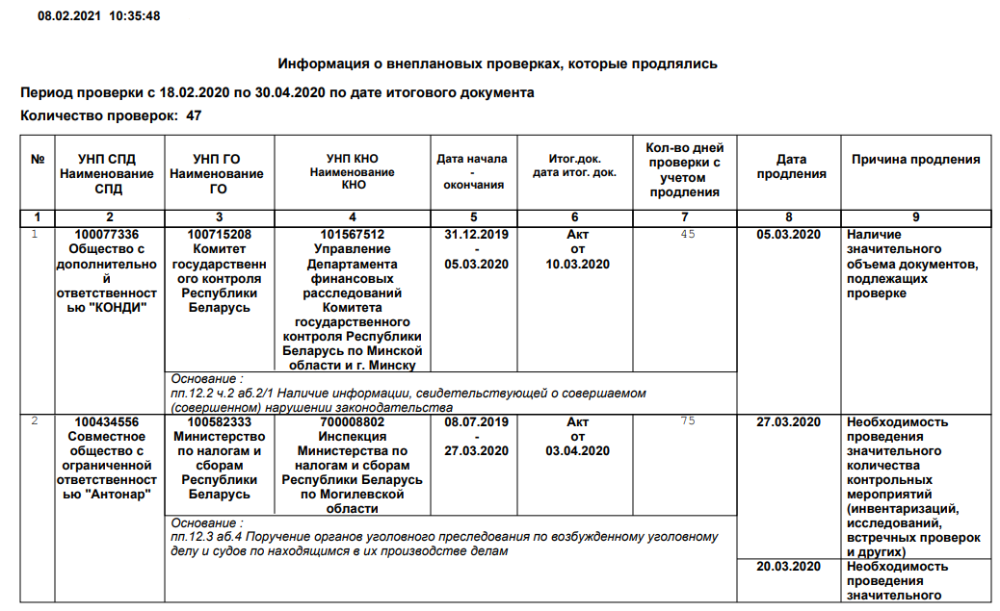 08.02.2021 10:35:48
Информация о внеплановых проверках, которые продлялись
Период проверки с 18.02.2020 по 30.04.2020 по дате итогового документа
Количество проверок: 47
№
УНП СПД
Наименование
СПД
УНП ГО
Наименование
ГО
УНП КНО
Наименование
КНО
Дата начала
-
окончания
Итог.док.
дата итог. док.
Кол-во дней
проверки с
учетом
продления
Дата
продления
Причина продления
1 2 3 4 5 6 7 8 9
1
100077336
Общество с
дополнительно
й
ответственност
ью "КОНДИ"
100715208
Комитет
государственн
ого контроля
Республики
Беларусь
101567512
Управление
Департамента
финансовых
расследований
Комитета
государственного
контроля Республики
Беларусь по Минской
области и г. Минску
31.12.2019
-
05.03.2020
Акт
от
10.03.2020
45
05.03.2020
Наличие
значительного
объема документов,
подлежащих
проверке
Основание :
пп.12.2 ч.2 аб.2/1 Наличие информации, свидетельствующей о совершаемом
(совершенном) нарушении законодательства
2
100434556
Совместное
общество с
ограниченной
ответственност
ью "Антонар"
100582333
Министерство
по налогам и
сборам
Республики
Беларусь
700008802
Инспекция
Министерства по
налогам и сборам
Республики Беларусь
по Могилевской
области
08.07.2019
-
27.03.2020
Акт
от
03.04.2020
75
27.03.2020
Необходимость
проведения
значительного
количества
контрольных
мероприятий
(инвентаризаций,
исследований,
встречных проверок
и других)
Основание :
пп.12.3 аб.4 Поручение органов уголовного преследования по возбужденному уголовному
делу и судов по находящимся в их производстве делам
20.03.2020
Необходимость
проведения
значительного